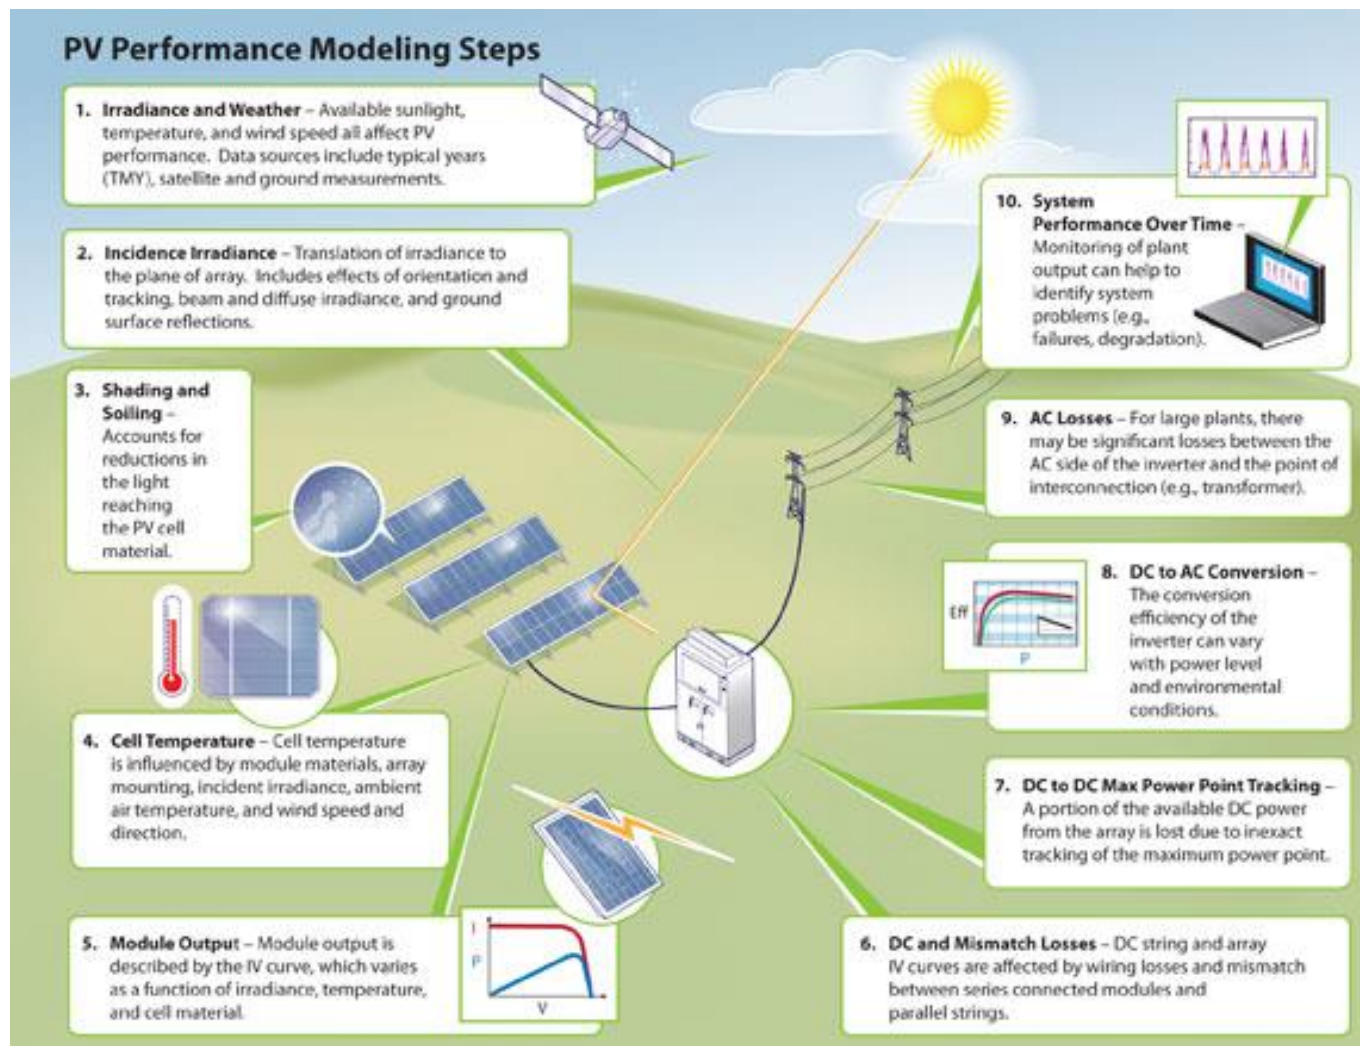 PV Performance Modeling Steps
1. Irradiance and Weather – Available sunlight,
temperature, and wind speed all affect PV
performance. Data sources include typical years
(TMY), satellite and ground measurements.
2. Incidence Irradiance – Translation of irradiance to
the plane of array. Includes effects of orientation and
tracking, beam and diffuse irradiance, and ground
surface reflections.
3. Shading and
Soiling –
Accounts for
reductions in
the light
reaching
the PV cell
material.
4. Cell Temperature – Cell temperature
is influenced by module materials, array
mounting, incident irradiance, ambient
air temperature, and wind speed and
direction.
5. Module Output – Module output is
described by the IV curve, which varies
as a function of irradiance, temperature,
and cell material.
I
P
V
6. DC and Mismatch Losses – DC string and array
IV curves are affected by wiring losses and mismatch
between series connected modules and
parallel strings.
7. DC to DC Max Power Point Tracking –
A portion of the available DC power
from the array is lost due to inexact
tracking of the maximum power point.
8. DC to AC Conversion –
The conversion
efficiency of the
inverter can vary
with power level
and environmental
conditions.
Eff
P
9. AC Losses – For large plants, there
may be significant losses between the
AC side of the inverter and the point of
interconnection (e.g., transformer).
10. System
Performance Over Time –
Monitoring of plant
output can help to
identify system
problems (e.g.,
failures, degradation).